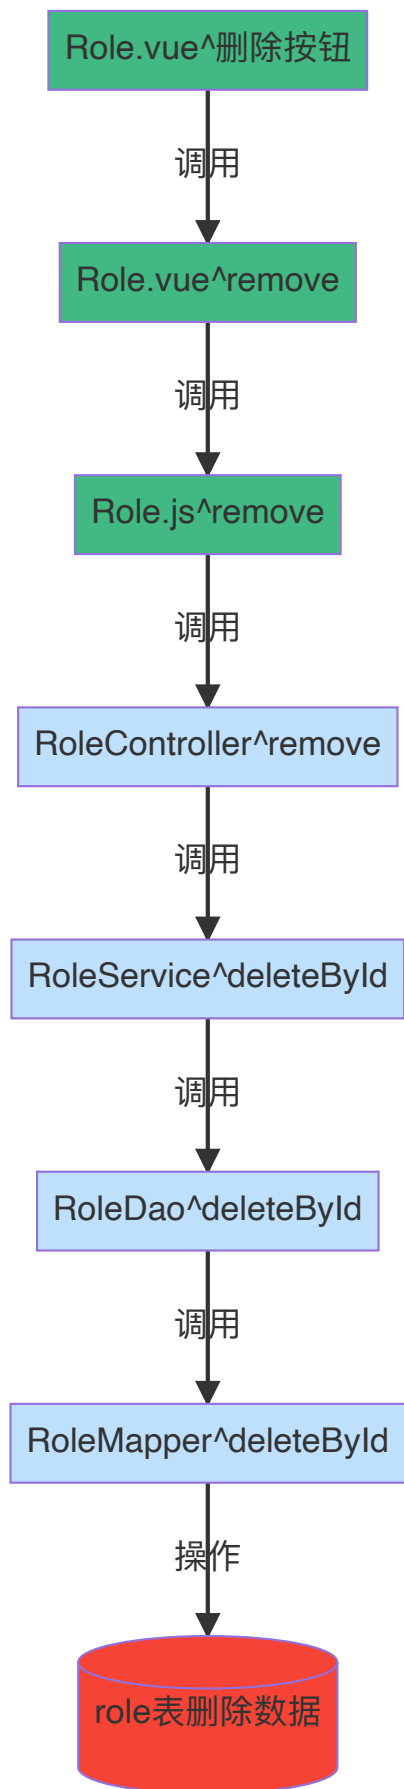 Role.vue^删除按钮
调用
Role.vue^remove
调用
Role.js^remove
调用
RoleController^remove
调用
RoleService^deleteById
调用
RoleDao^deleteById
调用
RoleMapper^deleteById
操作
role表删除数据